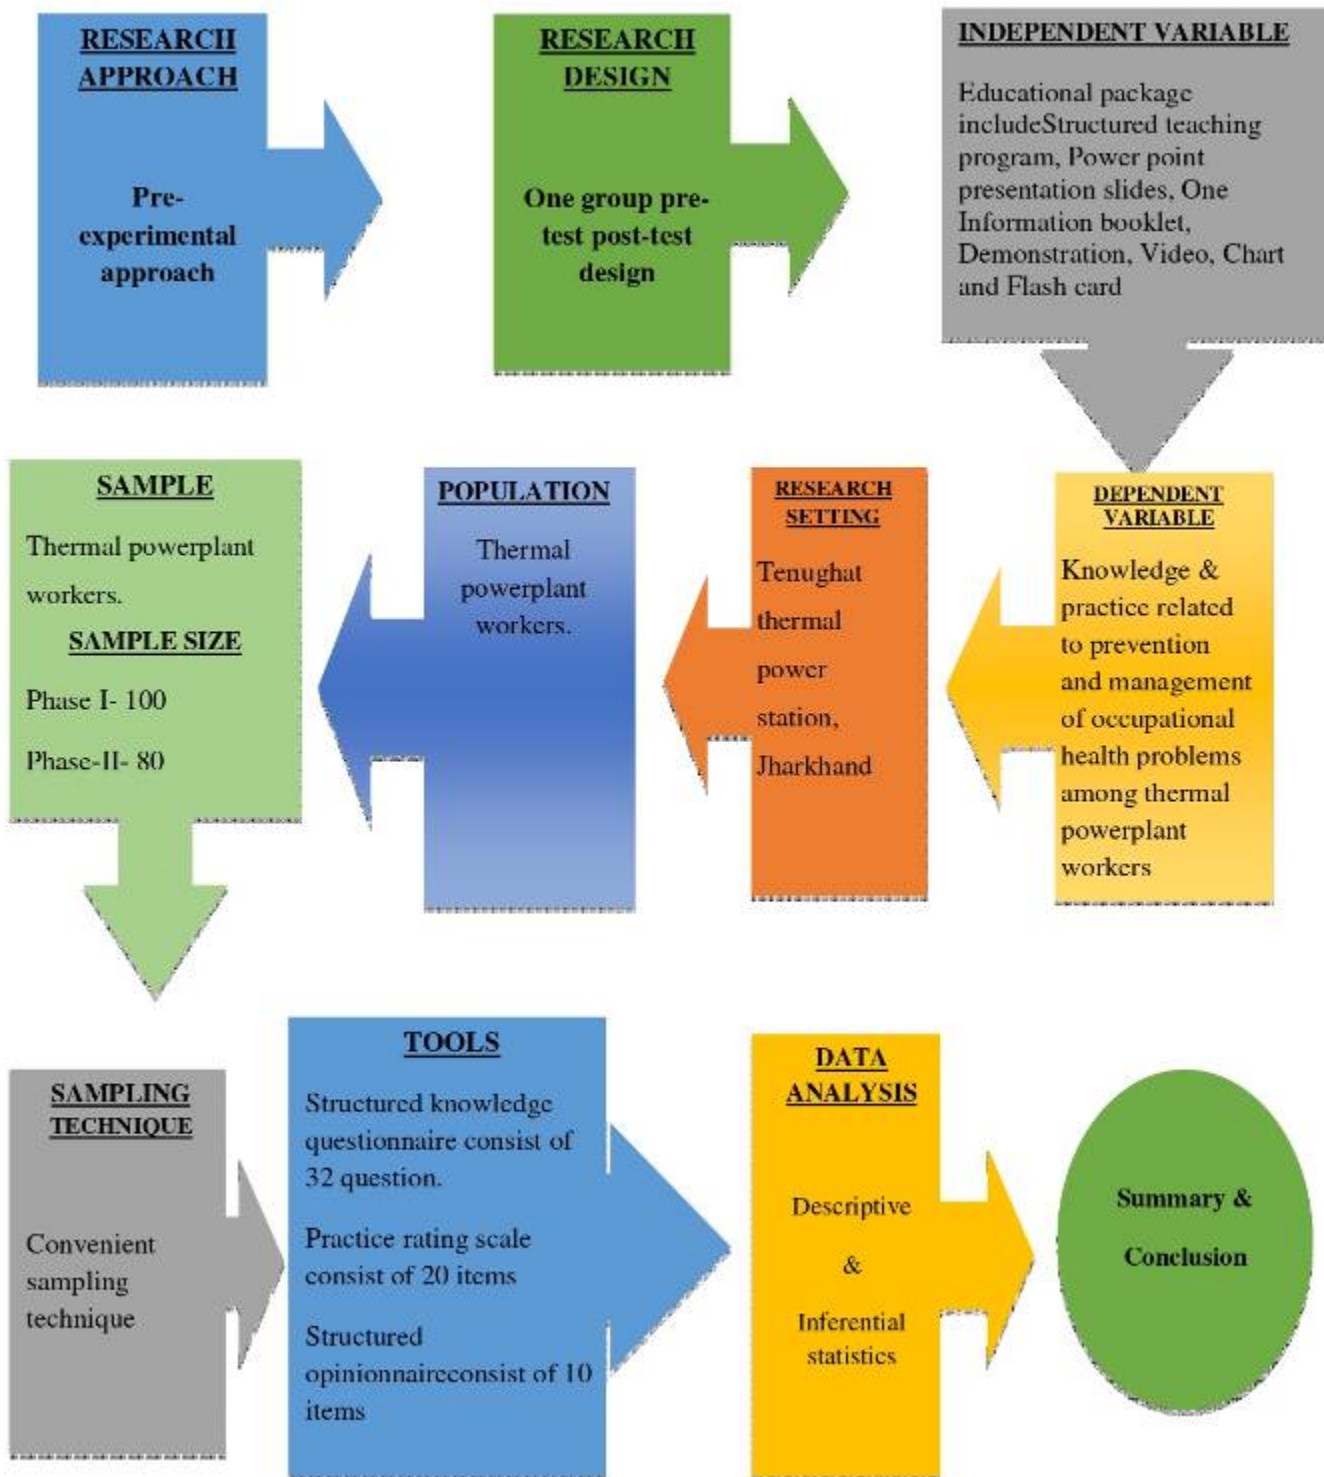 RESEARCH
APPROACH
Pre-
experimental
approach
RESEARCH
DESIGN
One group pre-
test post-test
design
INDEPENDENT VARIABLE
Educational package
includeStructured teaching
program, Power point
presentation slides, One
Information booklet,
Demonstration, Video, Chart
and Flash card
DEPENDENT
VARIABLE
Knowledge &
practice related
to prevention
and management
of occupational
health problems
among thermal
powerplant
workers
RESEARCH
SETTING
Tenughat
thermal
power
station,
Jharkhand
POPULATION
Thermal
powerplant
workers.
SAMPLE
Thermal powerplant
workers.
SAMPLE SIZE
Phase I- 100
Phase-II- 80
SAMPLING
TECHNIQUE
Convenient
sampling
technique
TOOLS
Structured knowledge
questionnaire consist of
32 question.
Practice rating scale
consist of 20 items
Structured
opinionnaireconsist of 10
items
DATA
ANALYSIS
Descriptive
&
Inferential
statistics
Summary &
Conclusion